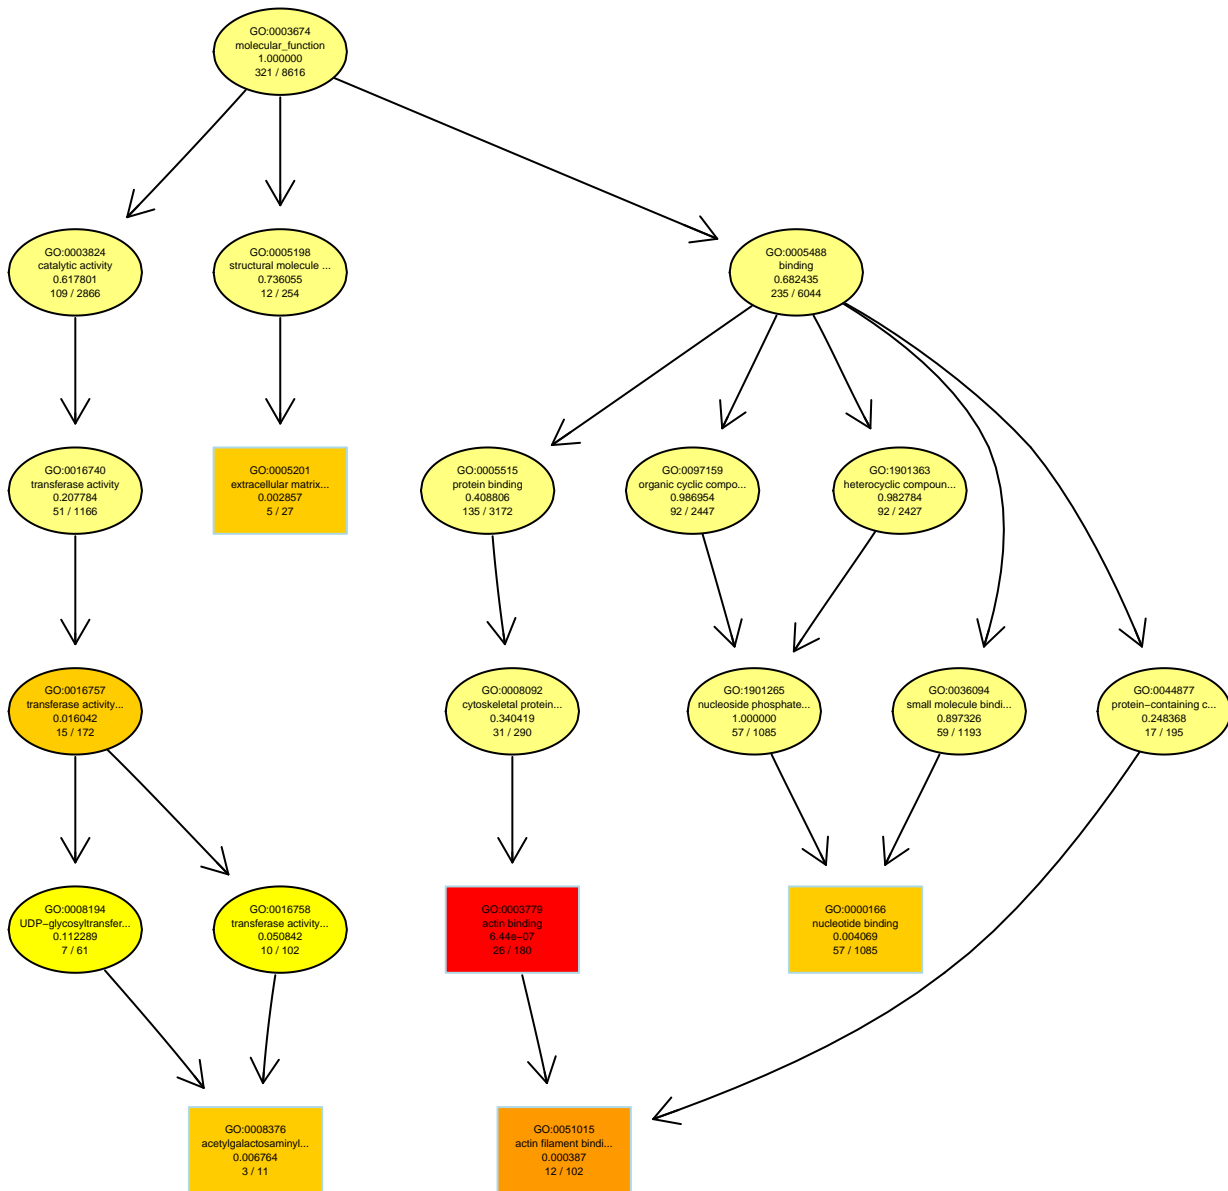 GO:0003674
molecular_function
1.000000
321 / 8616
GO:0003824
catalytic activity
0.617801
109 / 2866
GO:0005198
structural molecule ...
0.736055
12 / 254
GO:0005488
binding
0.682435
235 / 6044
GO:0016740
transferase activity
0.207784
51 / 1166
GO:0005201
extracellular matrix...
0.002857
5 / 27
GO:0005515
protein binding
0.408806
135 / 3172
GO:0097159
organic cyclic compo...
0.986954
92 / 2447
GO:1901363
heterocyclic compoun...
0.982784
92 / 2427
GO:0016757
transferase activity...
0.016042
15 / 172
GO:0008092
cytoskeletal protein...
0.340419
31 / 290
GO:1901265
nucleoside phosphate...
1.000000
57 / 1085
GO:0036094
small molecule bindi...
0.897326
59 / 1193
GO:0044877
protein−containing c...
0.248368
17 / 195
GO:0008194
UDP−glycosyltransfer...
0.112289
7 / 61
GO:0016758
transferase activity...
0.050842
10 / 102
GO:0003779
actin binding
6.44e−07
26 / 180
GO:0000166
nucleotide binding
0.004069
57 / 1085
GO:0008376
acetylgalactosaminyl...
0.006764
3 / 11
GO:0051015
actin filament bindi...
0.000387
12 / 102